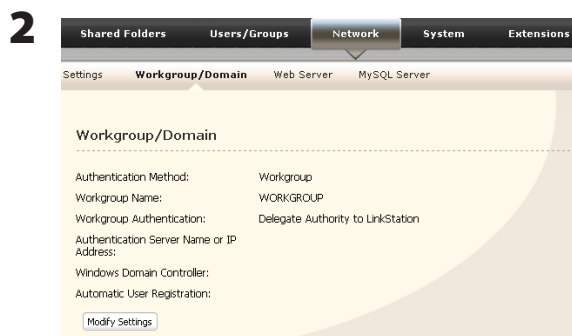 2
Shared Folders Users/Groups Network System Extensions
Settings Workgroup/Domain Web Server MySQL Server
Workgroup/Domain
Authentication Method: Workgroup
Workgroup Name: WORKGROUP
Workgroup Authentication: Delegate Authority to LinkStation
Authentication Server Name or IP
Address:
Windows Domain Controller:
Automatic User Registration:
Modify Settings